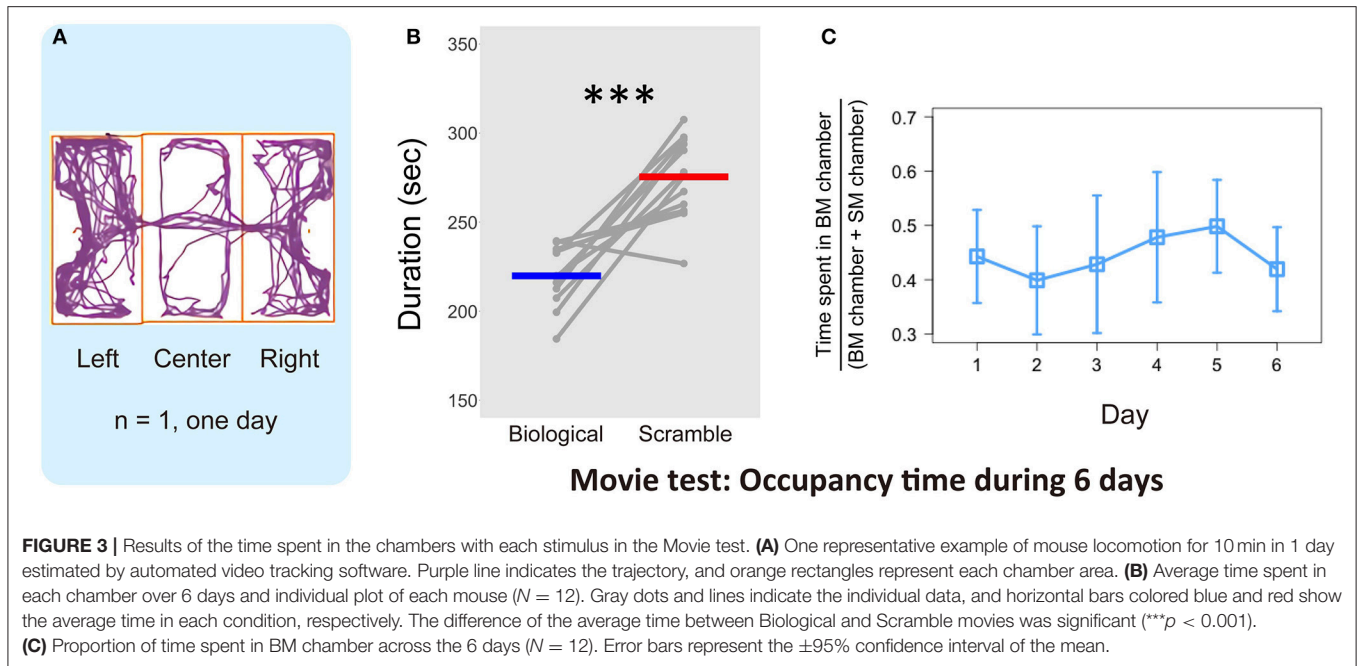 A
Left Center Right
n = 1, one day
B
350
300
250
200
150
Duration (sec)
***
Biological Scramble
C
Time spent in BM chamber
(BM chamber + SM chamber)
0.7
0.6
0.5
0.4
0.3
1 2 3 4 5 6
Day
Movie test: Occupancy time during 6 days
FIGURE 3 | Results of the time spent in the chambers with each stimulus in the Movie test. (A) One representative example of mouse locomotion for 10 min in 1 day
estimated by automated video tracking software. Purple line indicates the trajectory, and orange rectangles represent each chamber area. (B) Average time spent in
each chamber over 6 days and individual plot of each mouse (N = 12). Gray dots and lines indicate the individual data, and horizontal bars colored blue and red show
the average time in each condition, respectively. The difference of the average time between Biological and Scramble movies was significant (***p < 0.001).
(C) Proportion of time spent in BM chamber across the 6 days (N = 12). Error bars represent the ±95% confidence interval of the mean.